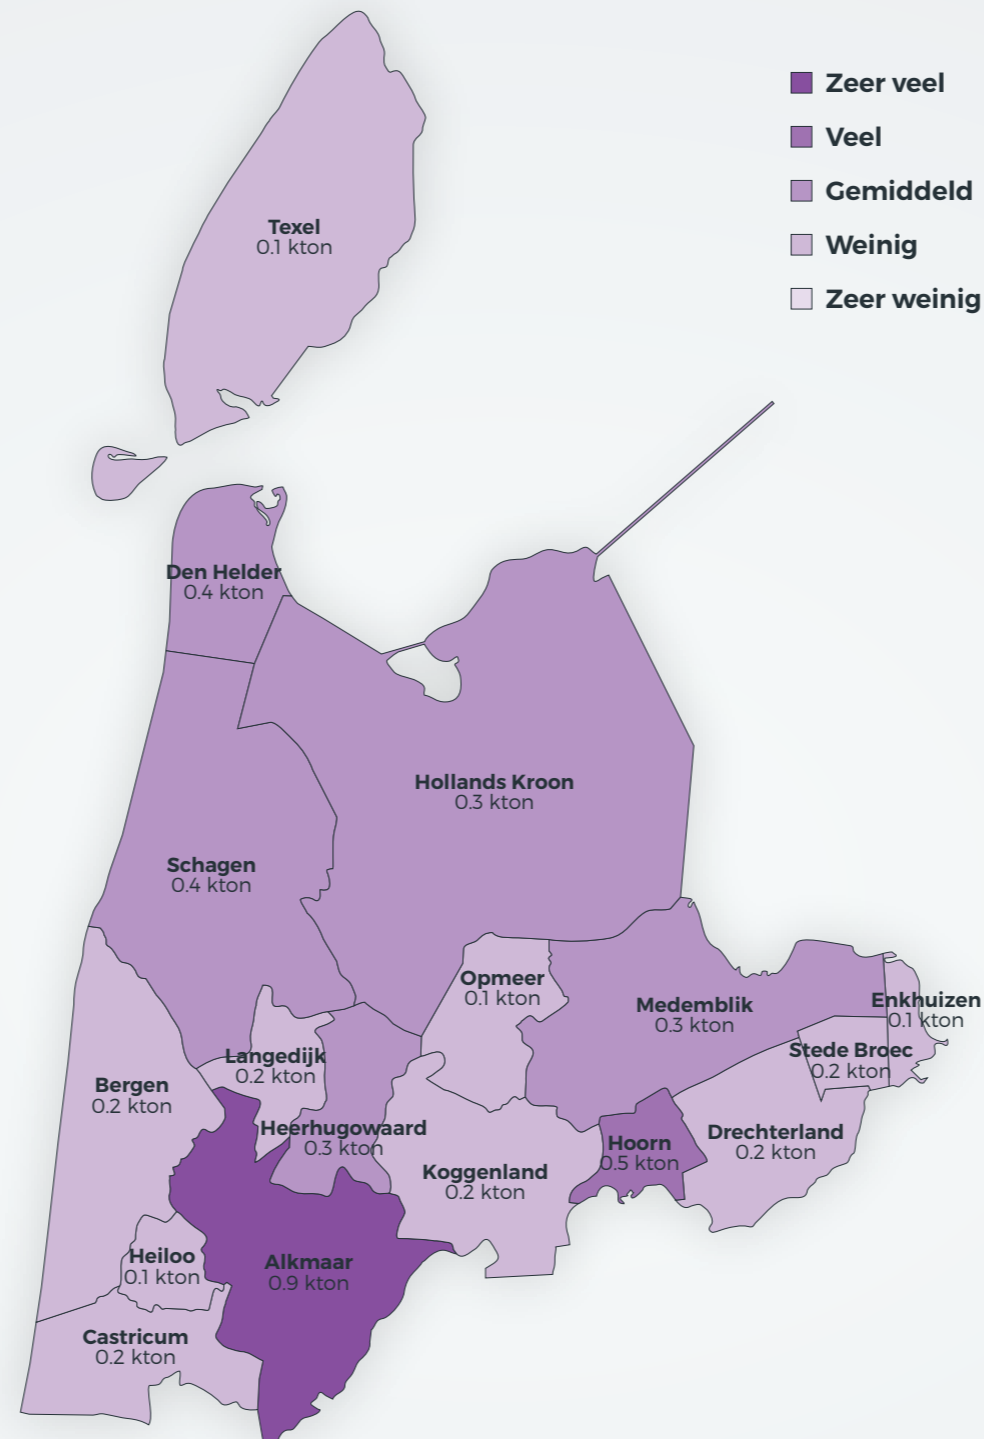 Zeer veel
Veel
Gemiddeld
Weinig
Zeer weinig
Texel
0.1 kton
Den Helder
0.4 kton
Hollands Kroon
0.3 kton
Schagen
0.4 kton
Opmeer
0.1 kton
Medemblik
0.3 kton
Enkhuizen
0.1 kton
Stede Broec
0.2 kton
Langedijk
0.2 kton
Bergen
0.2 kton
Heerhugowaard
0.3 kton
Hoorn
0.5 kton
Drechterland
0.2 kton
Koggenland
0.2 kton
Heiloo
0.1 kton
Alkmaar
0.9 kton
Castricum
0.2 kton